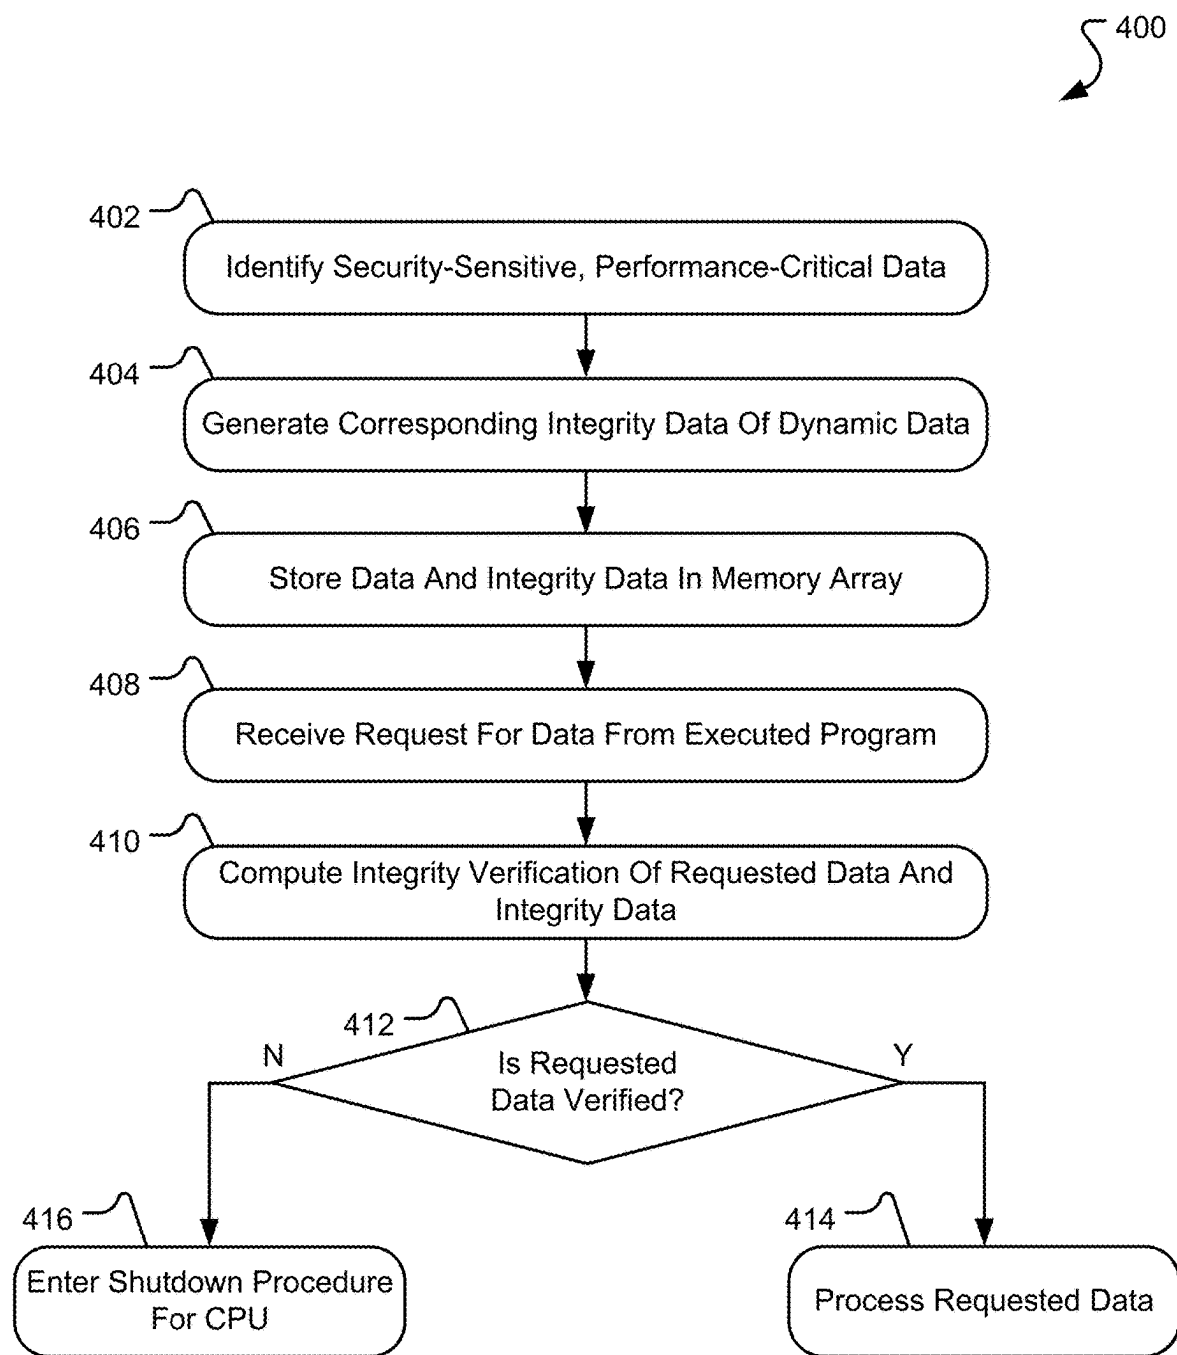 400
402
Identify Security-Sensitive, Performance-Critical Data
404
Generate Corresponding Integrity Data Of Dynamic Data
406
Store Data And Integrity Data In Memory Array
408
Receive Request For Data From Executed Program
410
Compute Integrity Verification Of Requested Data And
Integrity Data
412
N
Y
Is Requested
Data Verified?
416
414
Enter Shutdown Procedure
For CPU
Process Requested Data